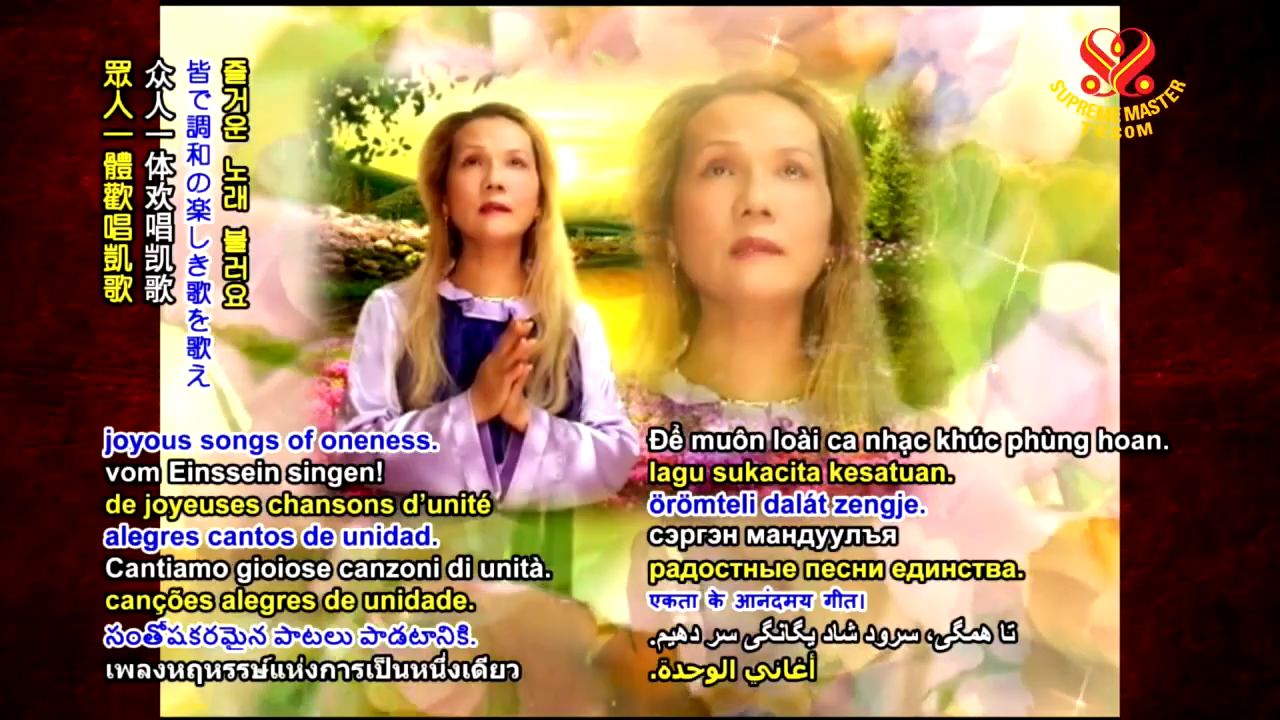 眾人一體歡唱凱歌
众人一体欢唱凯歌
皆で調和の楽しき歌を歌え
즐거운 노래 불러요
SUPREME MASTER
TV.COM
joyous songs of oneness.
vom Einssein singen!
de joyeuses chansons d’unité
alegres cantos de unidad.
Cantiamo gioiose canzoni di unità.
canções alegres de unidade.
సంతోషకరమైన పాటలు పాడటానికి.
เพลงหฤหรรษ์แห่งการเป็นหนึ่งเดียว
Để muôn loài ca nhạc khúc phùng hoan.
lagu sukacita kesatuan.
örömteli dalát zengje.
сэргэн мандуулъя
радостные песни единства.
एकता के आनंदमय गीत।
تا همگی، سرود شاد یگانگی سر دهیم.
أغاني الوحدة.